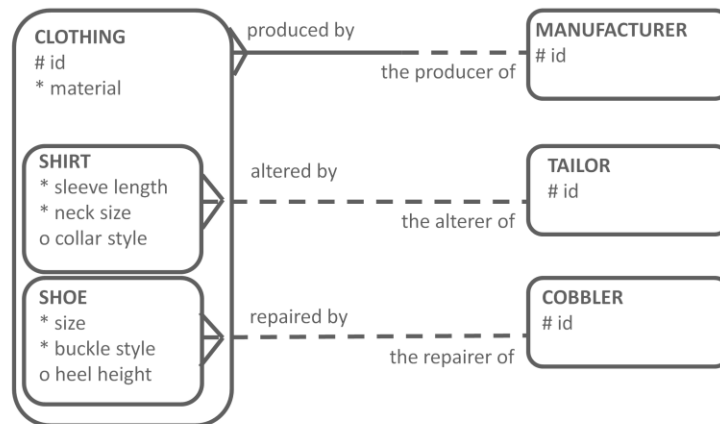 CLOTHING
# id
* material
produced by
the producer of
MANUFACTURER
# id
SHIRT
* sleeve length
* neck size
o collar style
altered by
the alterer of
TAILOR
# id
SHOE
* size
* buckle style
o heel height
repaired by
the repairer of
COBBLER
# id